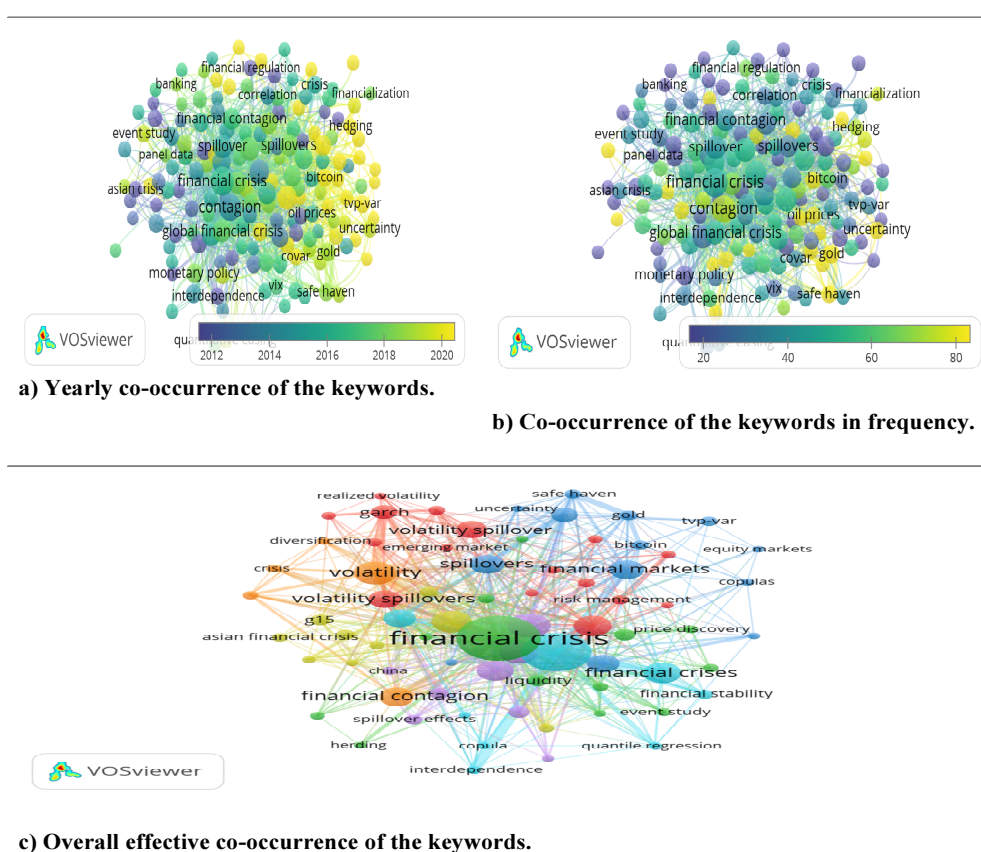 financial regulation
banking
crisis
correlation
financialization
financial contagion
hedging
event study
spillover
spillovers
panel data
financial crisis
bitcoin
asian crisis
contagion
oil prices
tvp-var
global financial crisis
uncertainty
covar
gold
monetary policy
vix
interdependence
safe haven
VOSviewer
2012 2014 2016 2018 2020
financial regulation
banking
crisis
correlation
financialization
financial contagion
hedging
event study
spillover
spillovers
panel data
financial crisis
bitcoin
asian crisis
contagion
oil prices
tvp-var
global financial crisis
uncertainty
covar
gold
monetary policy
vix
interdependence
safe haven
VOSviewer
20 40 60 80
a) Yearly co-occurrence of the keywords.
b) Co-occurrence of the keywords in frequency.
realized volatility
safe haven
garch
uncertainty
gold
tvp-var
volatility spillover
diversification
emerging market
bitcoin
equity markets
crisis
volatility
spillovers
financial markets
copulas
volatility spillovers
risk management
g15
asian financial crisis
financial crisis
price discovery
china
liquidity
financial crises
financial contagion
financial stability
spillover effects
event study
herding
copula
quantile regression
interdependence
VOSviewer
c) Overall effective co-occurrence of the keywords.